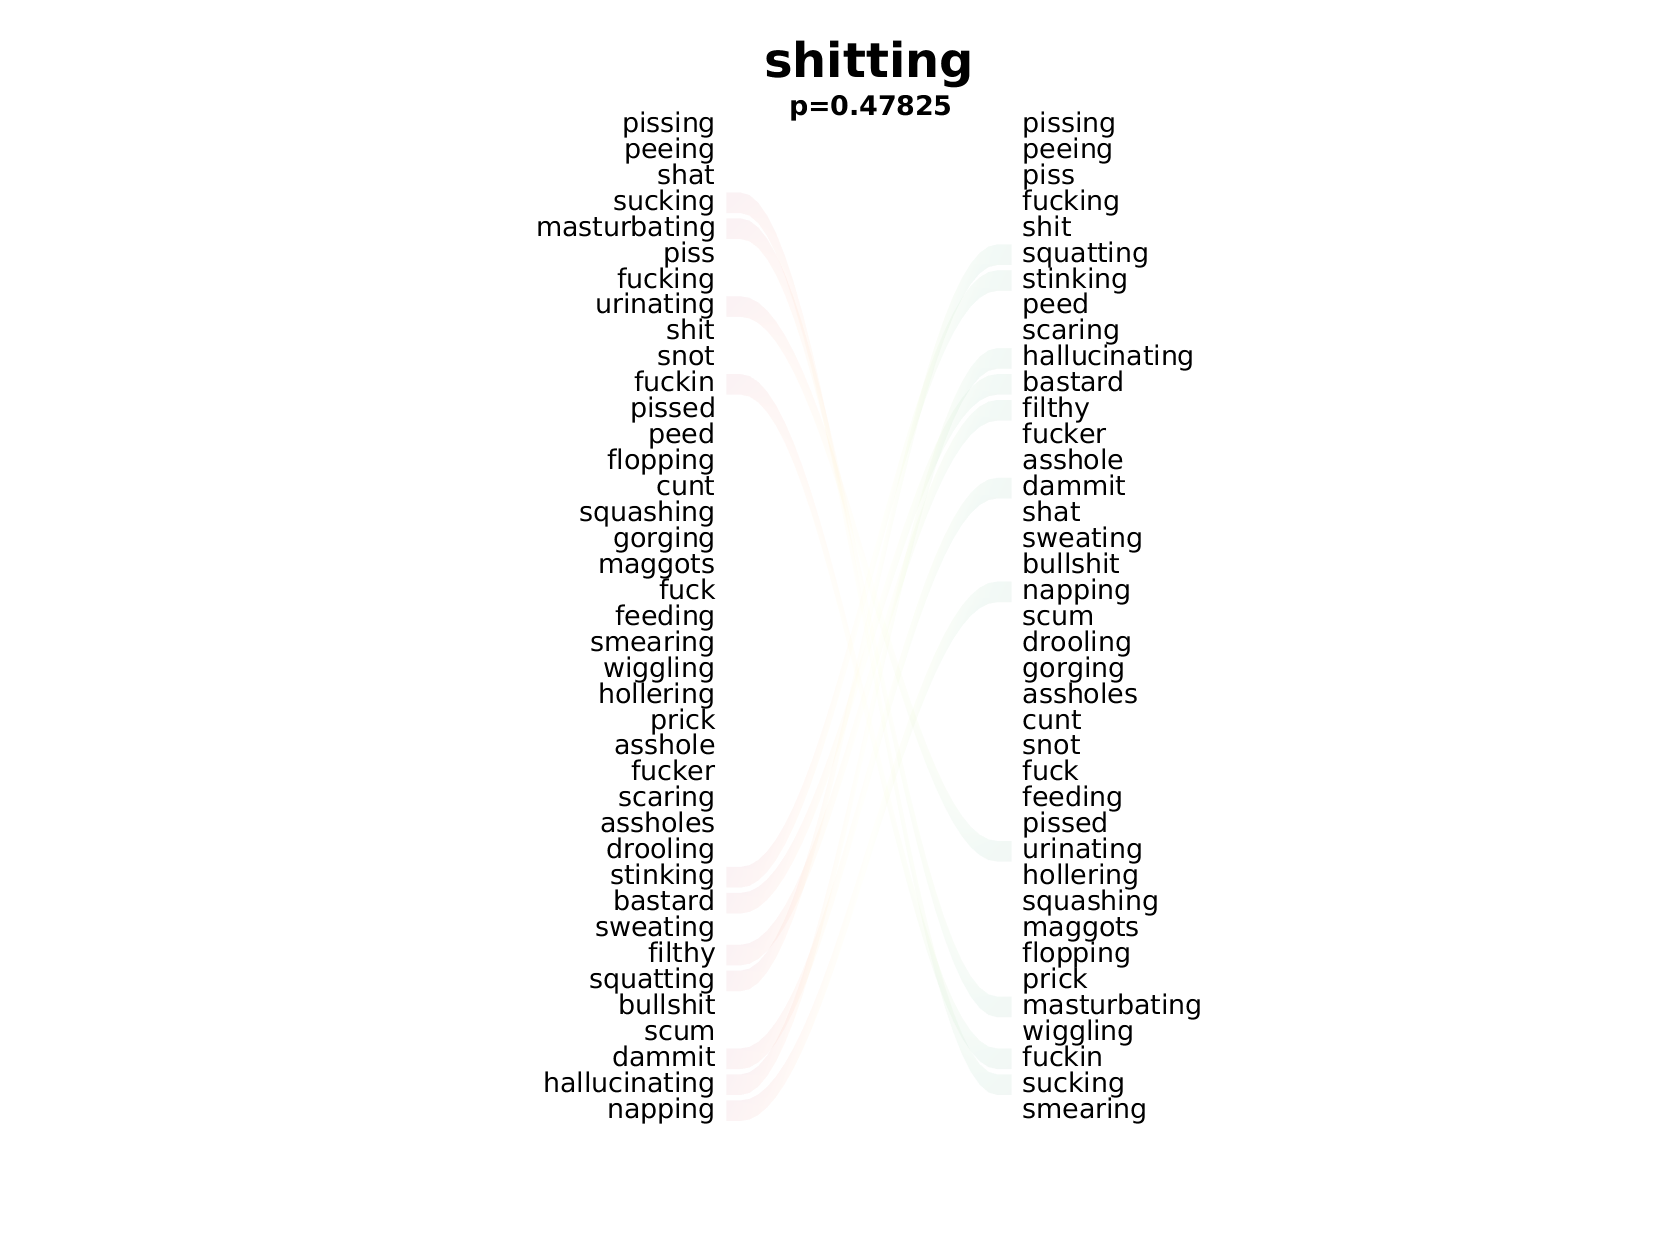 shitting
p=0.47825
pissing pissing
peeing peeing
shat piss
sucking fucking
masturbating shit
piss squatting
fucking stinking
urinating peed
shit scaring
snot hallucinating
fuckin bastard
pissed filthy
peed fucker
flopping asshole
cunt dammit
squashing shat
gorging sweating
maggots bullshit
fuck napping
feeding scum
smearing drooling
wiggling gorging
hollering assholes
prick cunt
asshole snot
fucker fuck
scaring feeding
assholes pissed
drooling urinating
stinking hollering
bastard squashing
sweating maggots
filthy flopping
squatting prick
bullshit masturbating
scum wiggling
dammit fuckin
hallucinating sucking
napping smearing